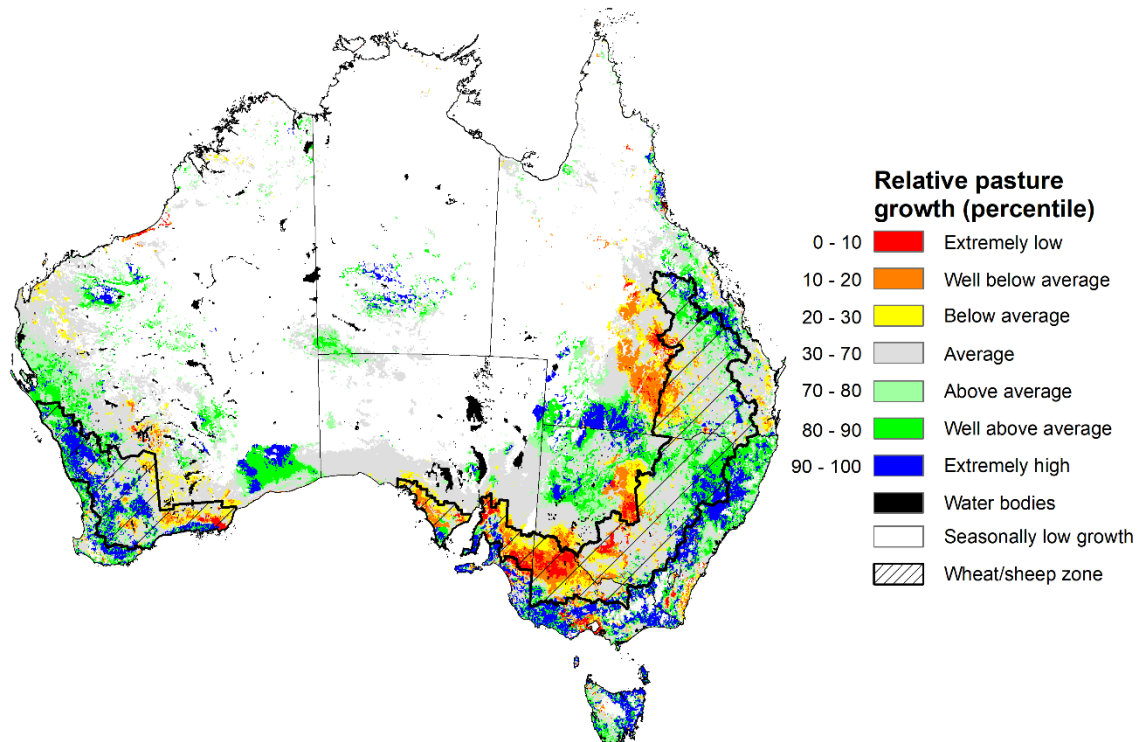 Relative pasture
growth (percentile)
0 - 10 Extremely low
10 - 20 Well below average
20 - 30 Below average
30 - 70 Average
70 - 80 Above average
80 - 90 Well above average
90 - 100 Extremely high
Water bodies
Seasonally low growth
Wheat/sheep zone